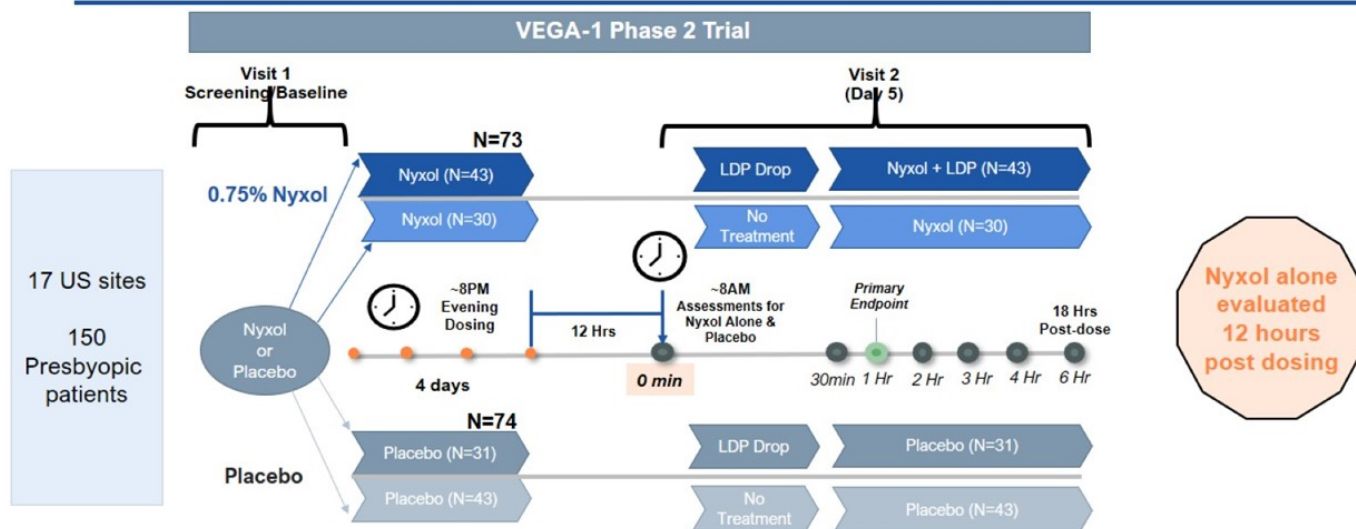 VEGA-1 Phase 2 Trial
Visit 1
Screening/Baseline
Visit 2
(Day 5)
N=73
Nyxol (N=43)
LDP Drop
Nyxol + LDP (N=43)
0.75% Nyxol
Nyxol (N=30)
No
Treatment
Nyxol (N=30)
17 US sites
150
Presbyopic
patients
Nyxol
or
Placebo
~8PM
Evening
Dosing
12 Hrs
~8AM
Assessments for
Nyxol Alone &
Placebo
Primary
Endpoint
18 Hrs
Post-dose
4 days
0 min
30min
1 Hr
2 Hr
3 Hr
4 Hr
6 Hr
Nyxol alone
evaluated
12 hours
post dosing
N=74
Placebo (N=31)
LDP Drop
Placebo (N=31)
Placebo
Placebo (N=43)
No
Treatment
Placebo (N=43)